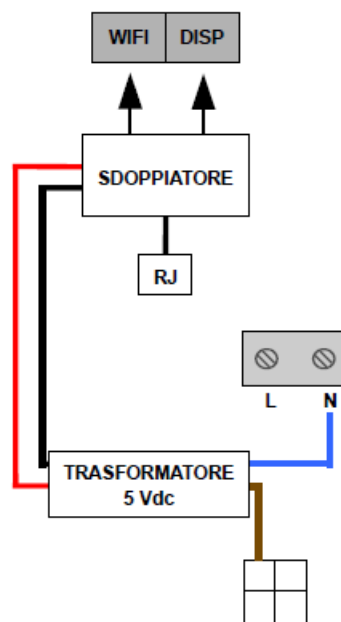 WIFI DISP
SDOPPIATORE
RJ
L N
TRASFORMATORE
5 Vdc